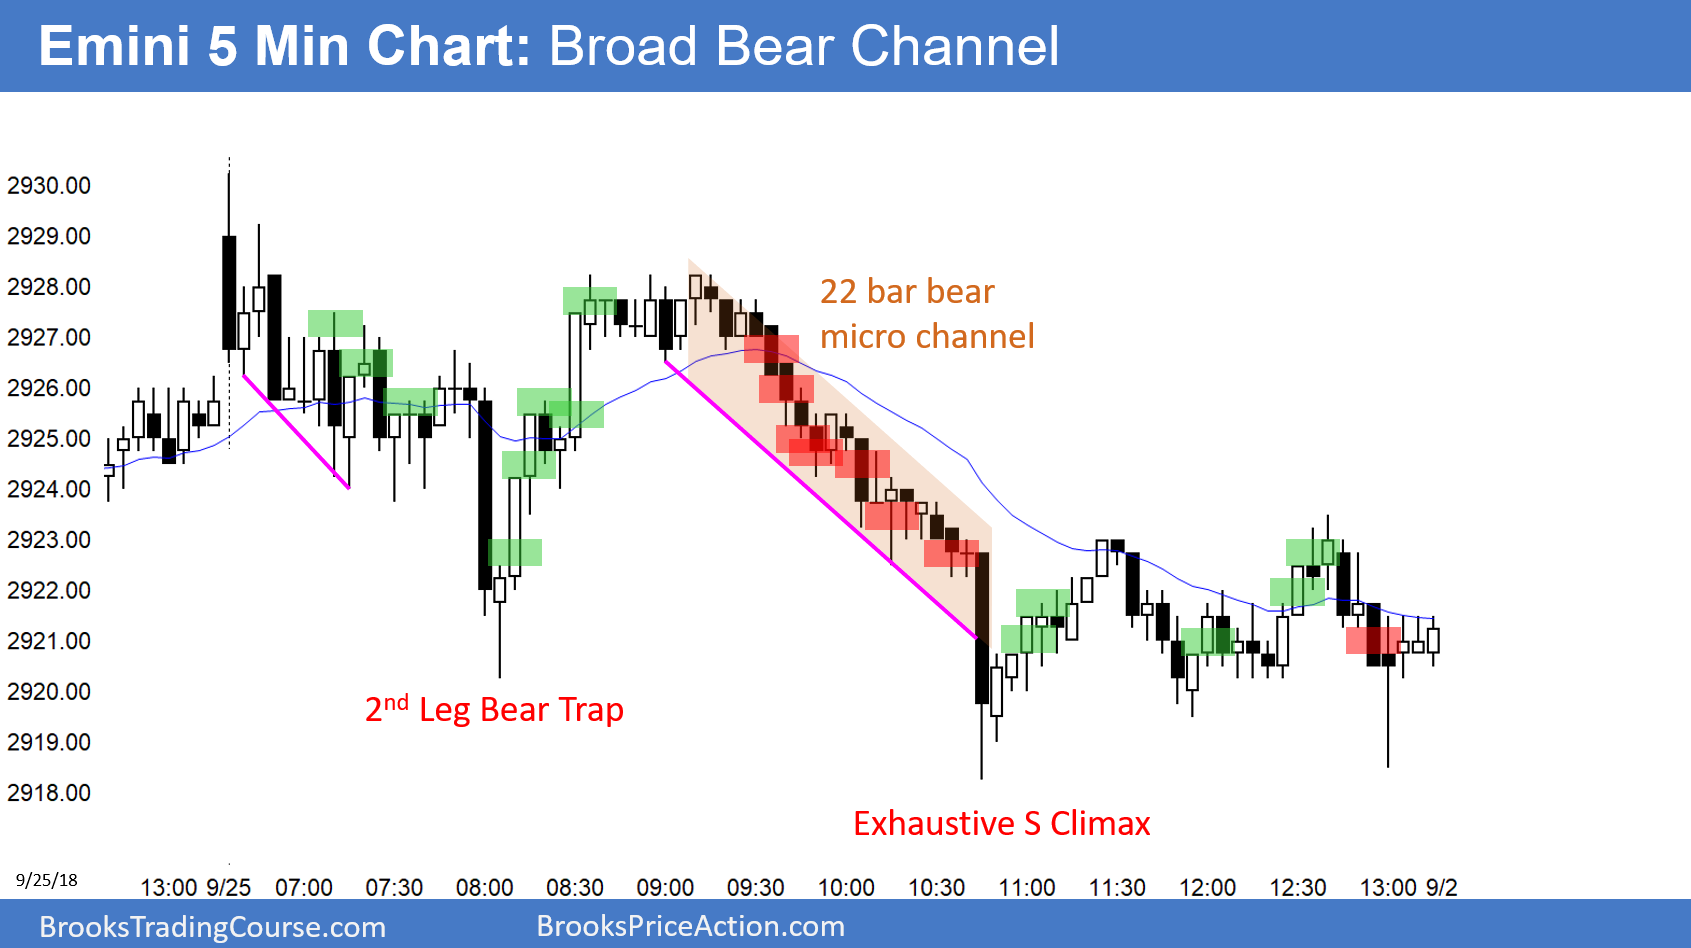 Emini 5 Min Chart: Broad Bear Channel
2930.00
2929.00
2928.00
2927.00
2926.00
2925.00
2924.00
2923.00
2922.00
2921.00
2920.00
2919.00
2918.00
22 bar bear
micro channel
2nd Leg Bear Trap
Exhaustive S Climax
9/25/18
13:00 9/25 07:00 07:30 08:00 08:30 09:00 09:30 10:00 10:30 11:00 11:30 12:00 12:30 13:00 9/2
BrooksTradingCourse.com BrooksPriceAction.com